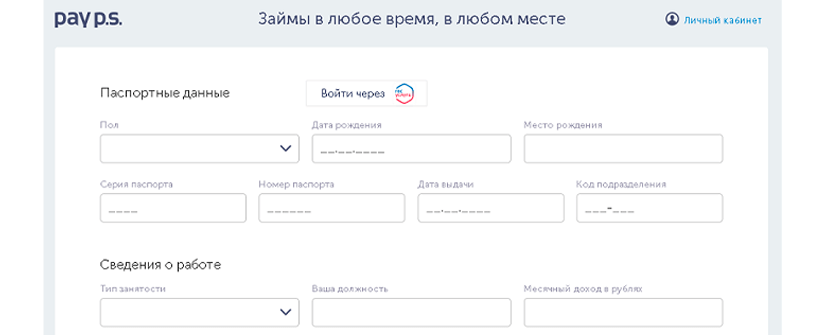 pay p.s. Займы в любое время, в любом месте Личный кабинет
Паспортные данные Войти через гос услуги
Пол Дата рождения Место рождения
__.__.____
Серия паспорта Номер паспорта Дата выдачи Код подразделения
____ ______ __.__.____ ___-___
Сведения о работе
Тип занятости Ваша должность Месячный доход в рублях